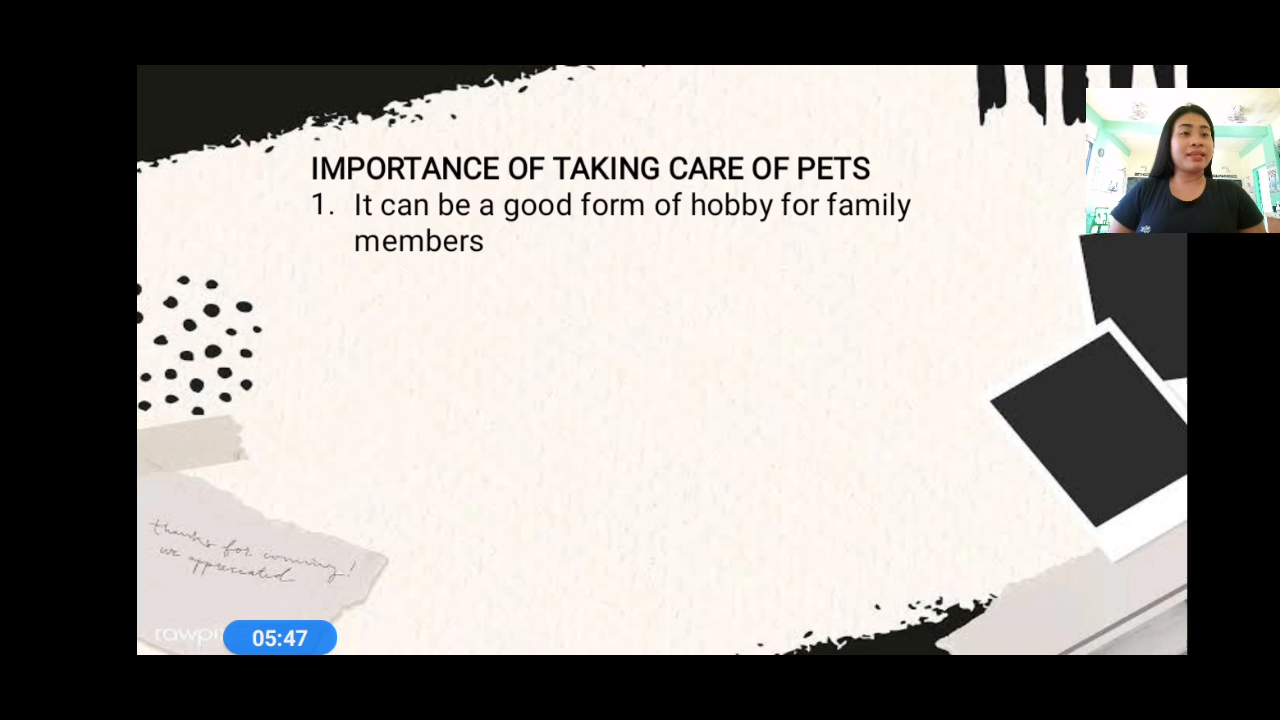 IMPORTANCE OF TAKING CARE OF PETS
1. It can be a good form of hobby for family
members
thanks for coming!
we appreciated
rawpi
05:47